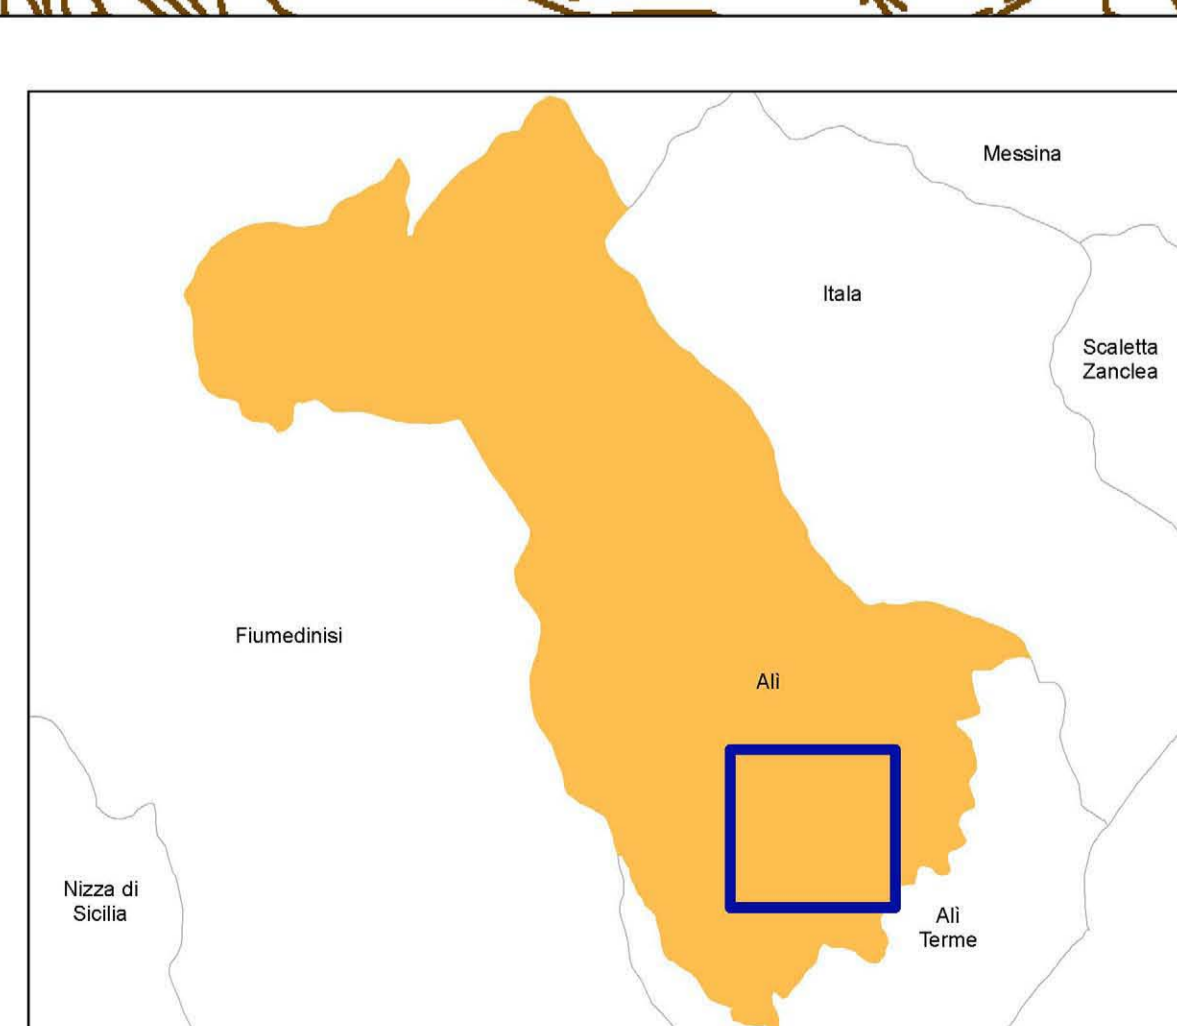 Messina
Itala
Scaletta
Zanclea
Fiumedinisi
Alì
Nizza di
Sicilia
Alì
Terme